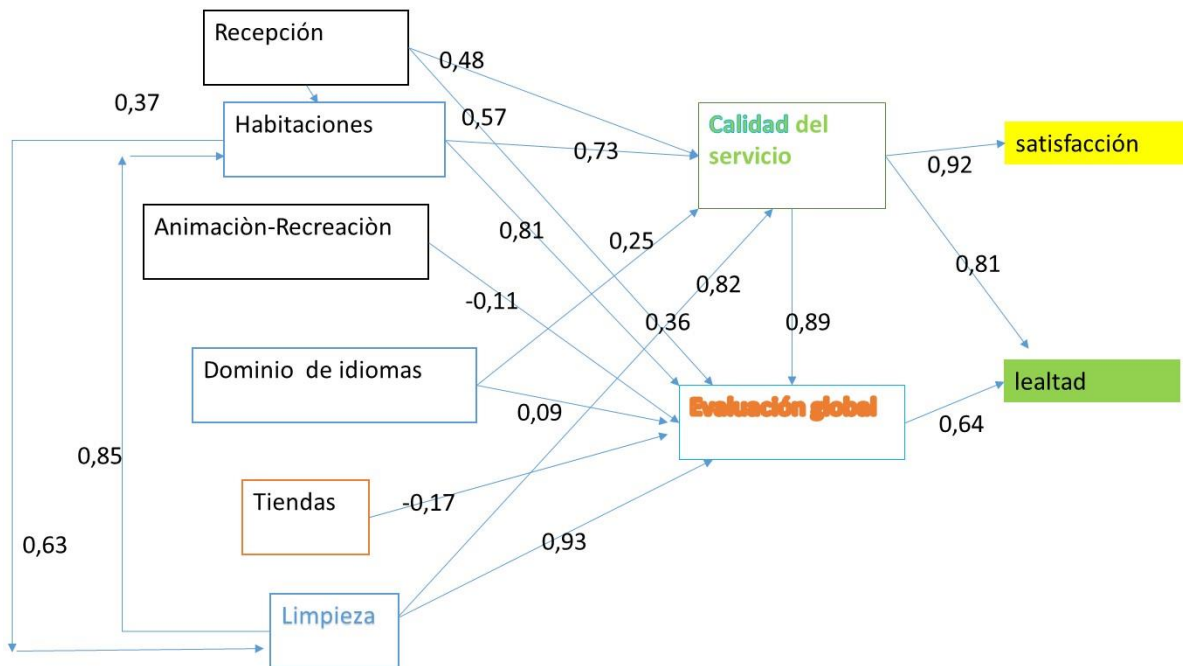 Recepción
0,48
0,37
Habitaciones
0,57
0,73
Calidad del
servicio
satisfacción
0,92
Animaciòn-Recreaciòn
0,81
0,25
0,82
0,81
-0,11
0,36
0,89
Dominio de idiomas
0,09
Evaluación global
lealtad
0,64
0,85
Tiendas
-0,17
0,63
0,93
Limpieza